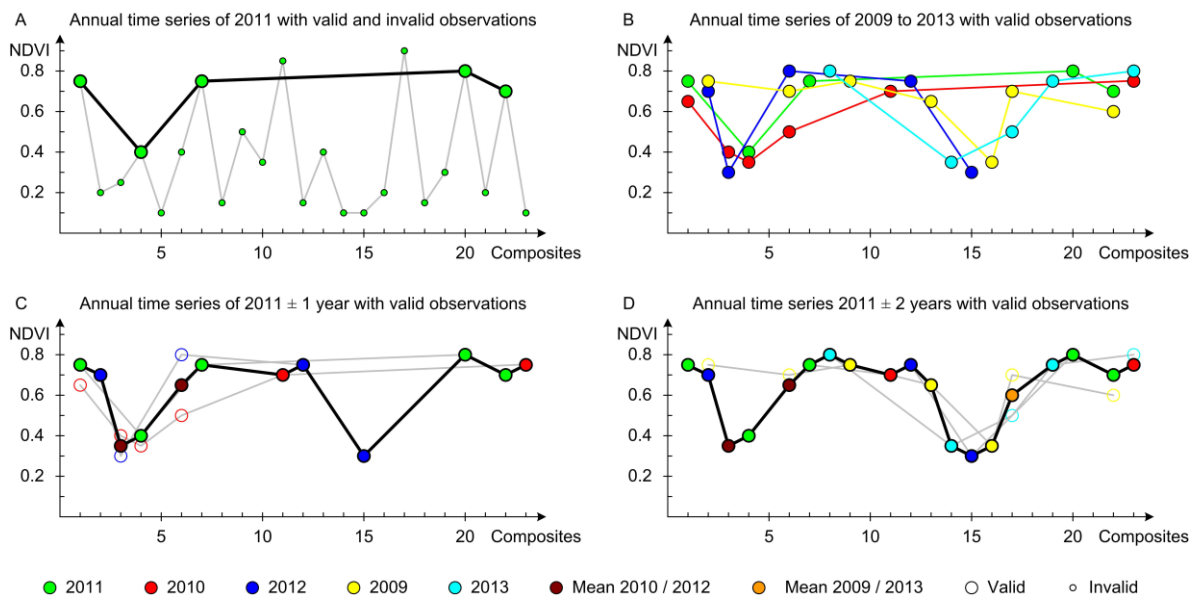 A Annual time series of 2011 with valid and invalid observations
NDVI
0.8
0.6
0.4
0.2
5 10 15 20 Composites
B Annual time series of 2009 to 2013 with valid observations
NDVI
0.8
0.6
0.4
0.2
5 10 15 20 Composites
C Annual time series of 2011 ± 1 year with valid observations
NDVI
0.8
0.6
0.4
0.2
5 10 15 20 Composites
D Annual time series 2011 ± 2 years with valid observations
NDVI
0.8
0.6
0.4
0.2
5 10 15 20 Composites
2011 2010 2012 2009 2013 Mean 2010 / 2012 Mean 2009 / 2013 Valid Invalid